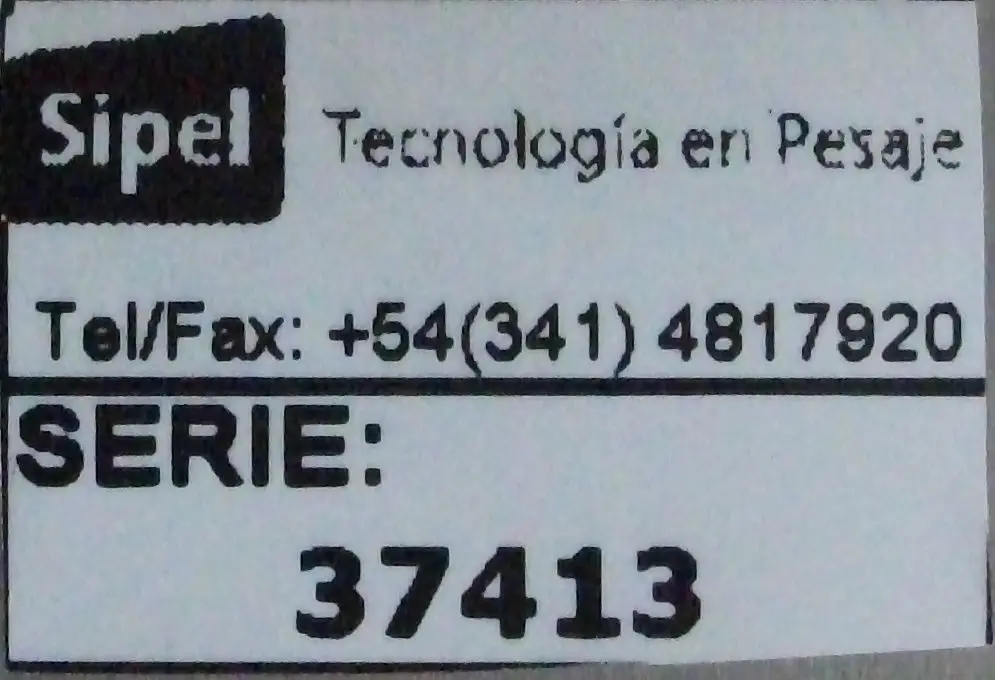 Sipel Tecnología en Pesaje
Tel/Fax: +54(341) 4817920
SERIE:
37413